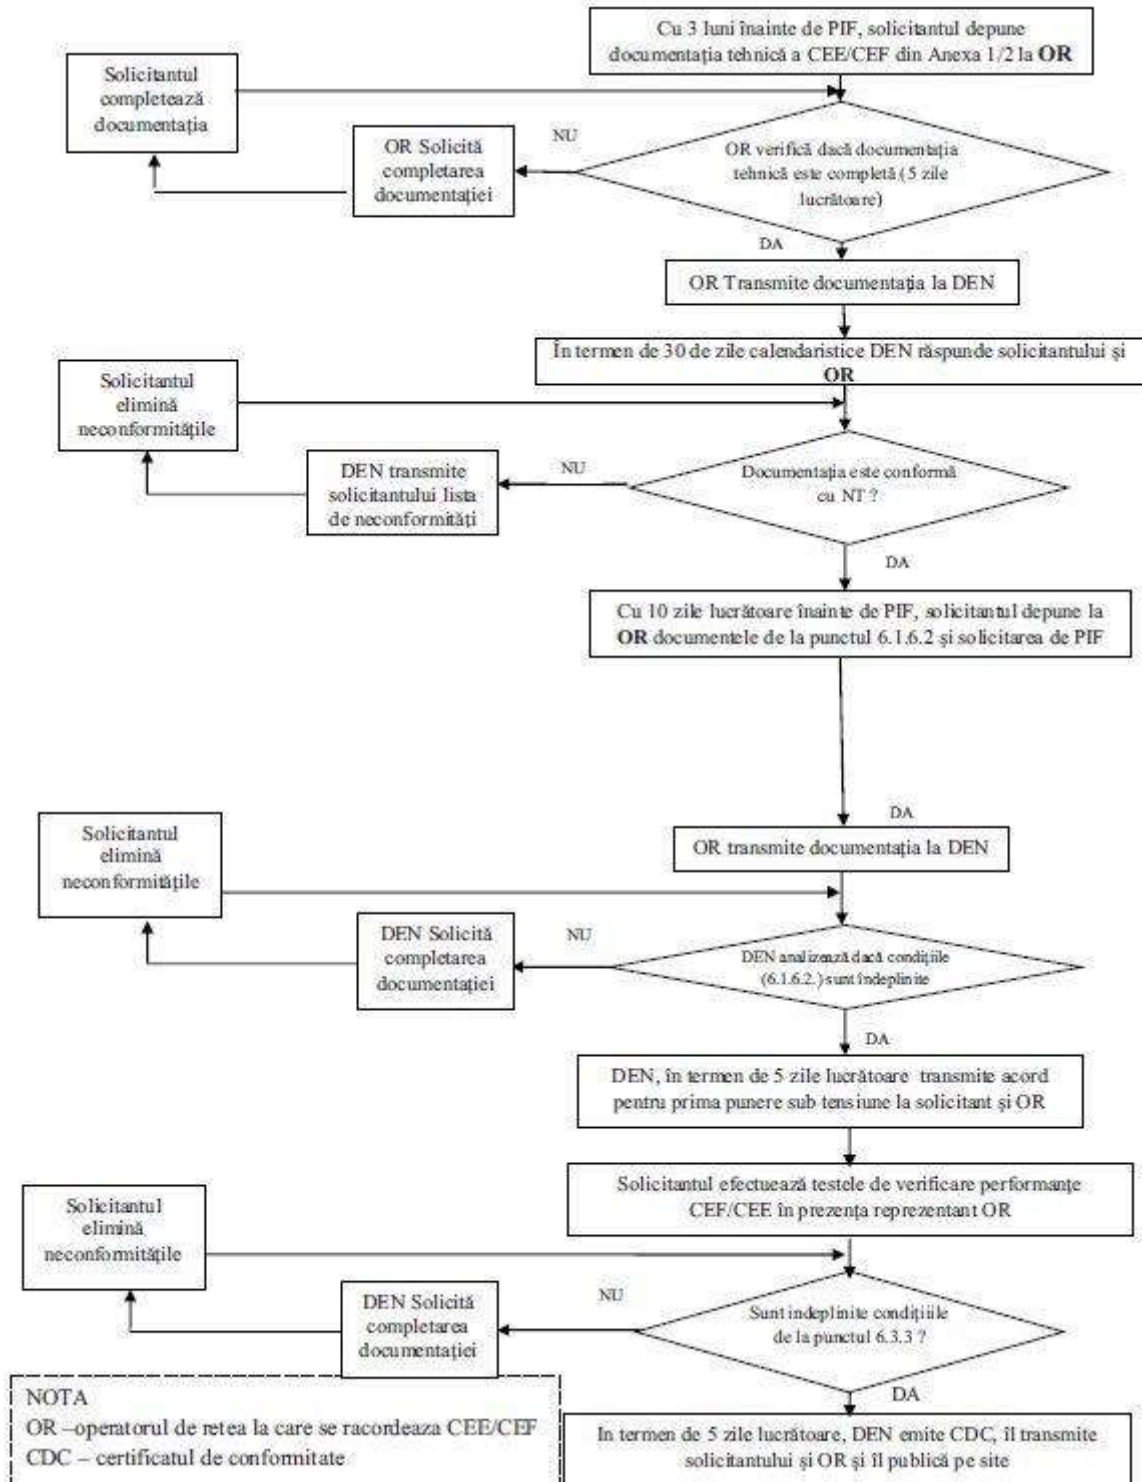 Cu 3 luni înainte de PIF, solicitantul depune
documentația tehnică a CEE/CEF din Anexa 1/2 la OR
Solicitantul
completează
documentația
NU
OR Solicită
completarea
documentației
OR verifică dacă documentația
tehnică este completă (5 zile
lucrătoare)
DA
OR Transmite documentația la DEN
În termen de 30 de zile calendaristice DEN răspunde solicitantului și
OR
Solicitantul
elimină
neconformitățile
NU
DEN transmite
solicitantului lista
de neconformități
Documentația este conformă
cu NT ?
DA
Cu 10 zile lucrătoare înainte de PIF, solicitantul depune la
OR documentele de la punctul 6.1.6.2 și solicitarea de PIF
DA
OR transmite documentația la DEN
Solicitantul
elimină
neconformitățile
NU
DEN Solicită
completarea
documentației
DEN analizează dacă condițiile
(6.1.6.2.) sunt îndeplinite
DA
DEN, în termen de 5 zile lucrătoare transmite acord
pentru prima punere sub tensiune la solicitant și OR
Solicitantul efectuează testele de verificare performanțe
CEF/CEE în prezența reprezentant OR
Solicitantul
elimină
neconformitățile
NU
DEN Solicită
completarea
documentației
Sunt indeplinite condițiile
de la punctul 6.3.3 ?
DA
NOTA
OR –operatorul de retea la care se racordeaza CEE/CEF
CDC – certificatul de conformitate
In termen de 5 zile lucrătoare, DEN emite CDC, îl transmite
solicitantului și OR și îl publică pe site